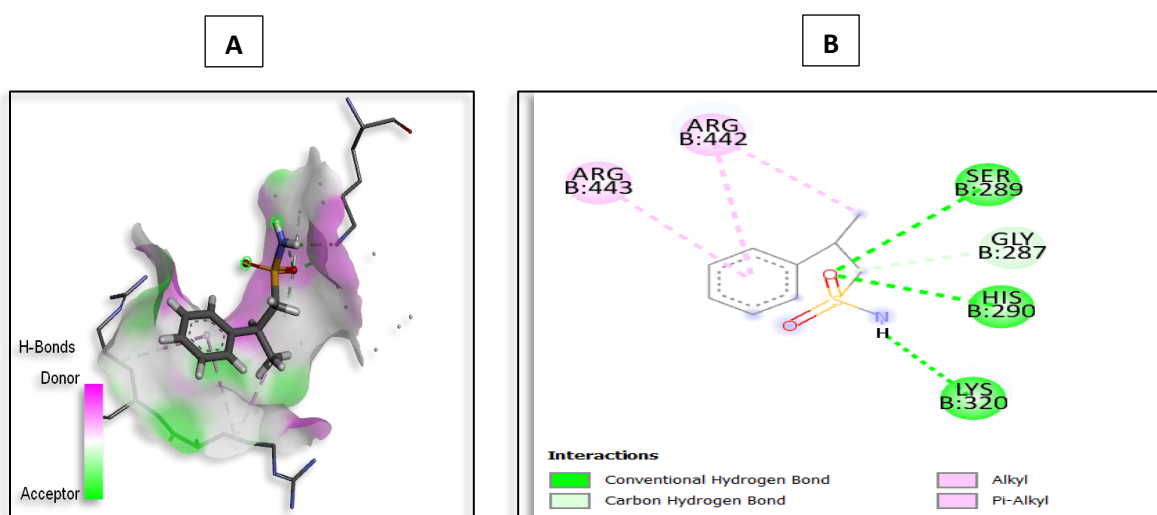 A
B
H-Bonds
Donor
Acceptor
ARG
B:442
ARG
B:443
SER
B:289
GLY
B:287
HIS
B:290
N
H
LYS
B:320
Interactions
Conventional Hydrogen Bond
Carbon Hydrogen Bond
Alkyl
Pi-Alkyl